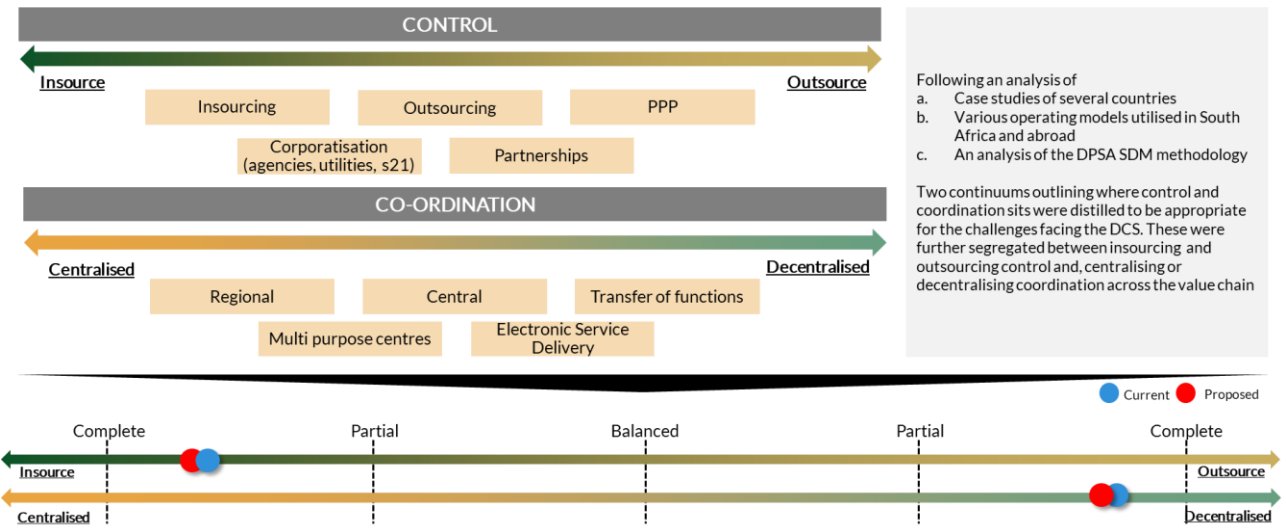 CONTROL
Insource
Outsource
Insourcing
Outsourcing
PPP
Corporatisation
(agencies, utilities, s21)
Partnerships
CO-ORDINATION
Centralised
Decentralised
Regional
Central
Transfer of functions
Multi purpose centres
Electronic Service
Delivery
Following an analysis of
a. Case studies of several countries
b. Various operating models utilised in South
Africa and abroad
c. An analysis of the DPSA SDM methodology
Two continuums outlining where control and
coordination sits were distilled to be appropriate
for the challenges facing the DCS. These were
further segregated between insourcing and
outsourcing control and, centralising or
decentralising coordination across the value chain
Current
Proposed
Complete
Partial
Balanced
Partial
Complete
Insource
Outsource
Centralised
Decentralised